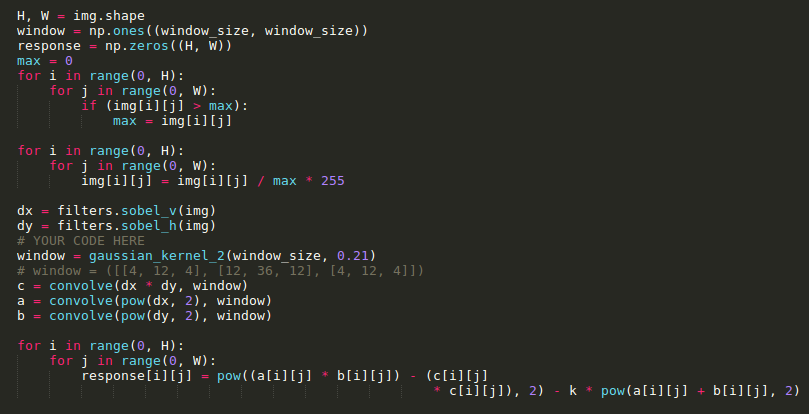 H, W = img.shape
window = np.ones((window_size, window_size))
response = np.zeros((H, W))
max = 0
for i in range(0, H):
    for j in range(0, W):
        if (img[i][j] > max):
            max = img[i][j]

for i in range(0, H):
    for j in range(0, W):
        img[i][j] = img[i][j] / max * 255

dx = filters.sobel_v(img)
dy = filters.sobel_h(img)
# YOUR CODE HERE
window = gaussian_kernel_2(window_size, 0.21)
# window = ([[4, 12, 4], [12, 36, 12], [4, 12, 4]])
c = convolve(dx * dy, window)
a = convolve(pow(dx, 2), window)
b = convolve(pow(dy, 2), window)

for i in range(0, H):
    for j in range(0, W):
        response[i][j] = pow((a[i][j] * b[i][j]) - (c[i][j]
                                                    * c[i][j]), 2) - k * pow(a[i][j] + b[i][j], 2)